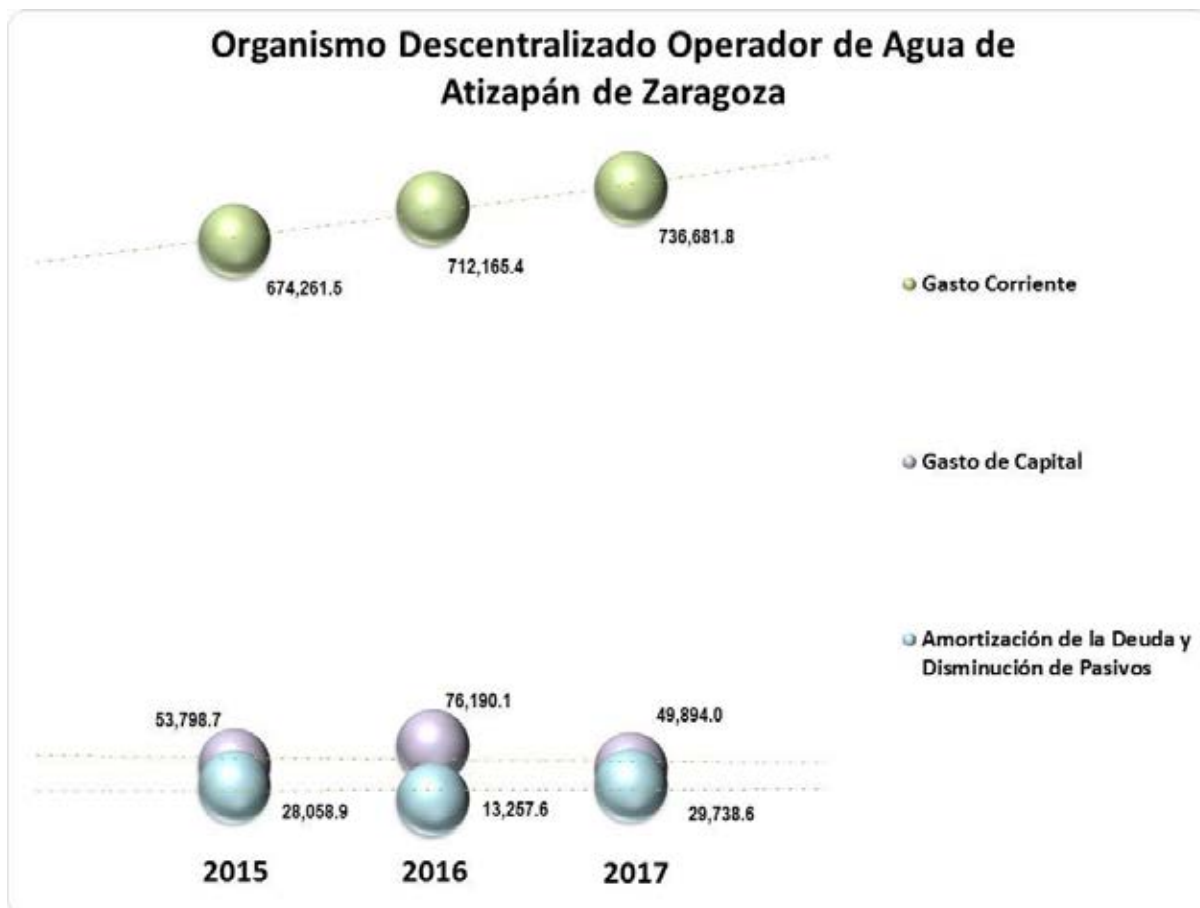 Organismo Descentralizado Operador de Agua de
Atizapán de Zaragoza
674,261.5
712,165.4
736,681.8
Gasto Corriente
Gasto de Capital
Amortización de la Deuda y
Disminución de Pasivos
53,798.7
76,190.1
49,894.0
28,058.9
13,257.6
29,738.6
2015
2016
2017